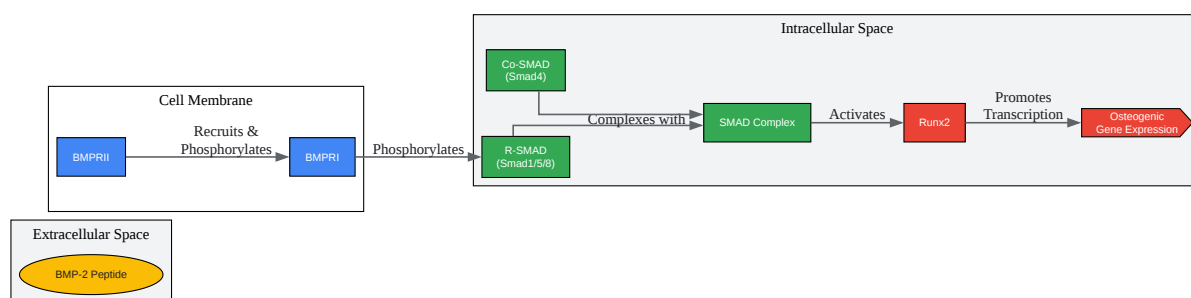 Intracellular Space
Co-SMAD
(Smad4)
Cell Membrane
Promotes
Transcription
Complexes with
SMAD Complex
Activates
Runx2
Osteogenic
Gene Expression
Recruits &
Phosphorylates
BMPRII
BMPRI
Phosphorylates
R-SMAD
(Smad1/5/8)
Extracellular Space
BMP-2 Peptide